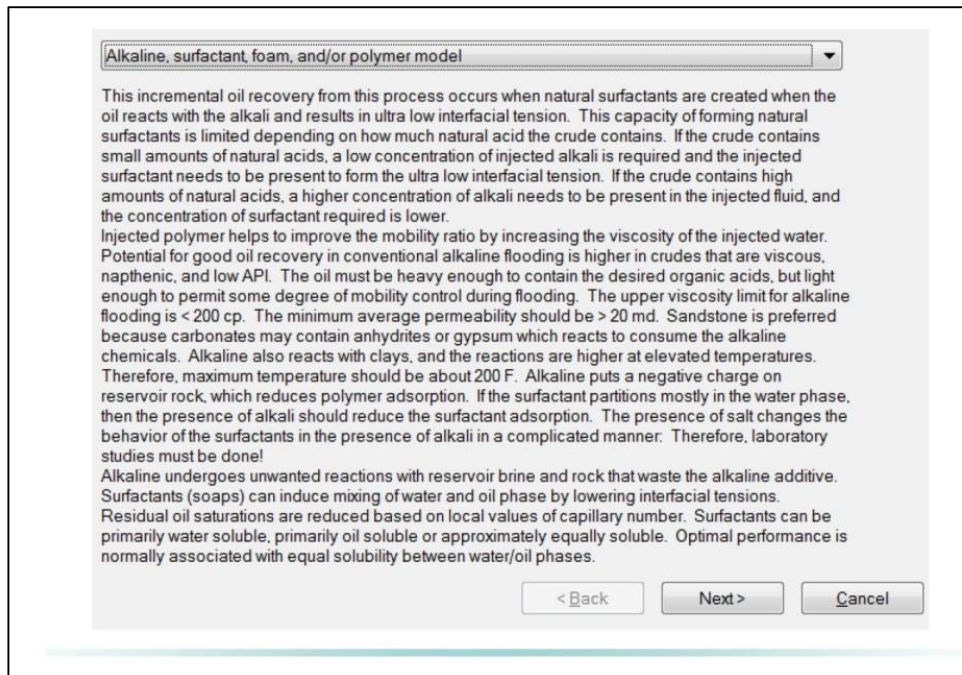 Alkaline, surfactant, foam, and/or polymer model
This incremental oil recovery from this process occurs when natural surfactants are created when the
oil reacts with the alkali and results in ultra low interfacial tension. This capacity of forming natural
surfactants is limited depending on how much natural acid the crude contains. If the crude contains
small amounts of natural acids, a low concentration of injected alkali is required and the injected
surfactant needs to be present to form the ultra low interfacial tension. If the crude contains high
amounts of natural acids, a higher concentration of alkali needs to be present in the injected fluid, and
the concentration of surfactant required is lower.
Injected polymer helps to improve the mobility ratio by increasing the viscosity of the injected water.
Potential for good oil recovery in conventional alkaline flooding is higher in crudes that are viscous,
napthenic, and low API. The oil must be heavy enough to contain the desired organic acids, but light
enough to permit some degree of mobility control during flooding. The upper viscosity limit for alkaline
flooding is < 200 cp. The minimum average permeability should be > 20 md. Sandstone is preferred
because carbonates may contain anhydrites or gypsum which reacts to consume the alkaline
chemicals. Alkaline also reacts with clays, and the reactions are higher at elevated temperatures.
Therefore, maximum temperature should be about 200 F. Alkaline puts a negative charge on
reservoir rock, which reduces polymer adsorption. If the surfactant partitions mostly in the water phase,
then the presence of alkali should reduce the surfactant adsorption. The presence of salt changes the
behavior of the surfactants in the presence of alkali in a complicated manner: Therefore, laboratory
studies must be done!
Alkaline undergoes unwanted reactions with reservoir brine and rock that waste the alkaline additive.
Surfactants (soaps) can induce mixing of water and oil phase by lowering interfacial tensions.
Residual oil saturations are reduced based on local values of capillary number. Surfactants can be
primarily water soluble, primarily oil soluble or approximately equally soluble. Optimal performance is
normally associated with equal solubility between water/oil phases.
< Back Next > Cancel